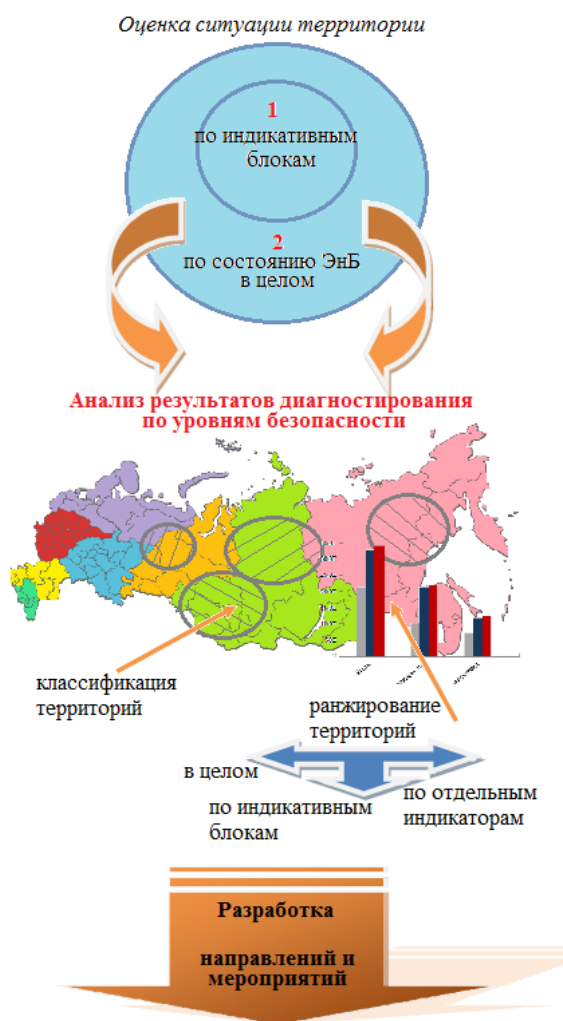 Оценка ситуации территории
1
по индикативным
блокам
2
по состоянию ЭнБ
в целом
Анализ результатов диагностирования
по уровням безопасности
классификация
территорий
ранжирование
территорий
в целом
по индикативным
блокам
по отдельным
индикаторам
Разработка
направлений и
мероприятий